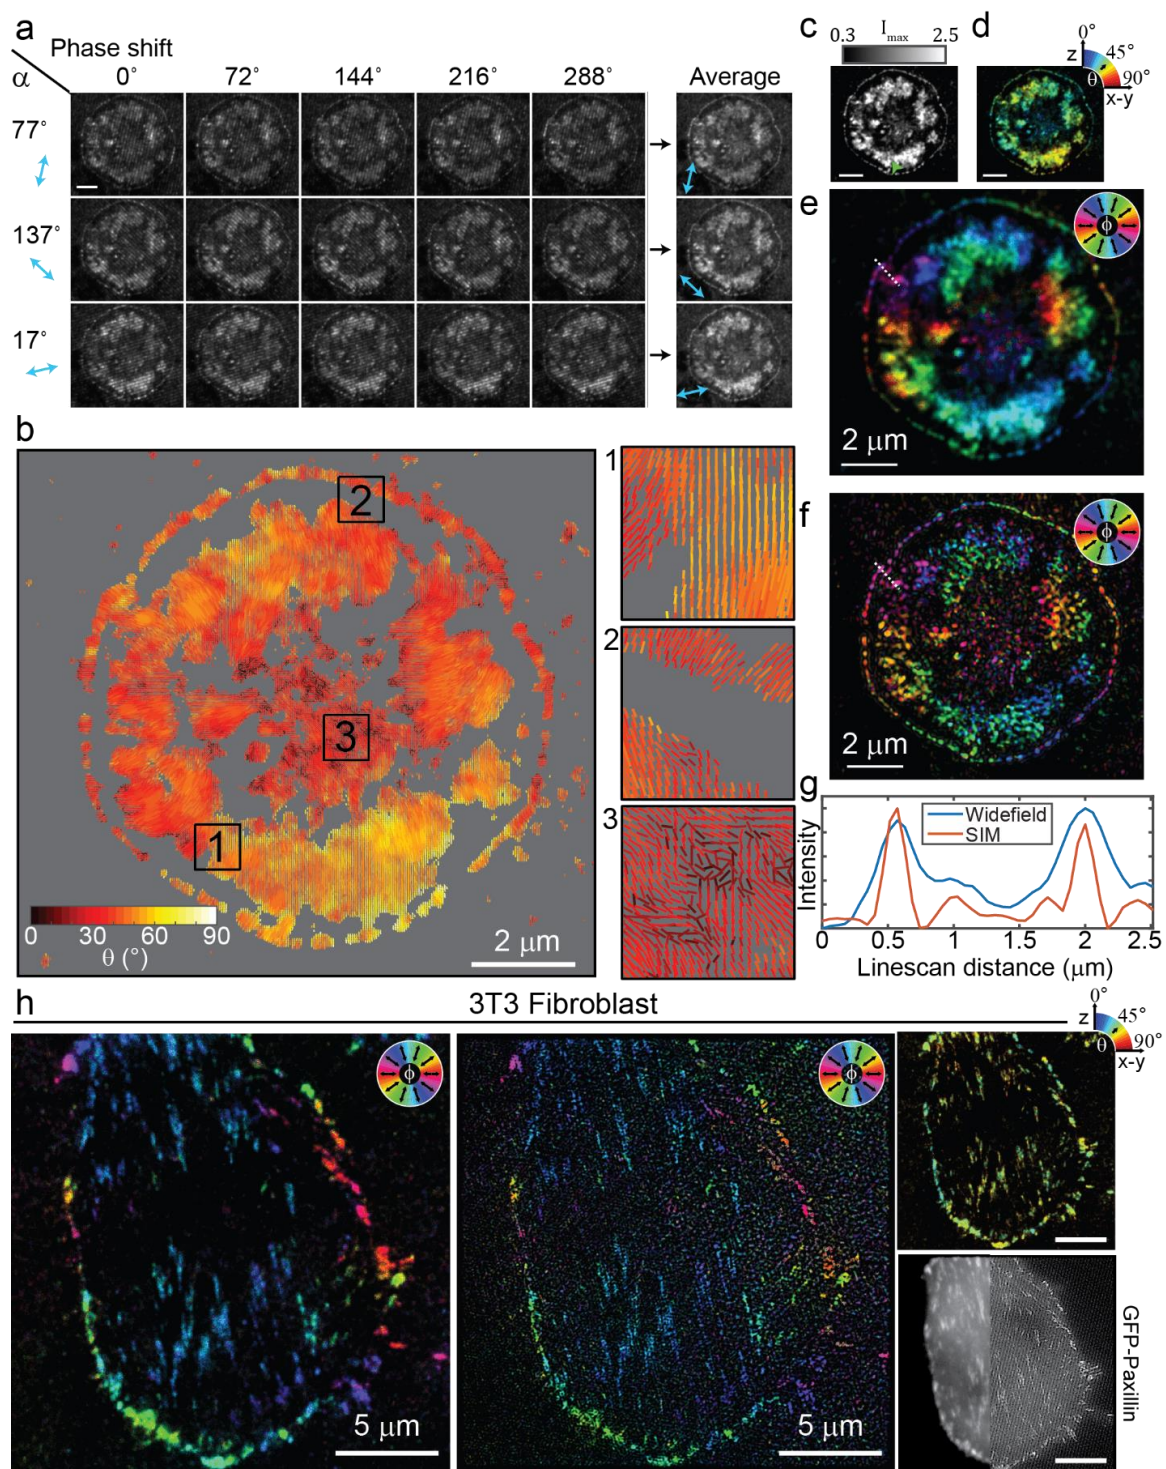 a
Phase shift
α
0° 72° 144° 216° 288° Average
77°
137°
17°
b
1
2
3
0 30 60 90
θ (°)
2 μm
1
2
3
c
I max
0.3 2.5
d
0°
z
45°
θ
90°
x-y
e
ϕ
2 μm
f
ϕ
2 μm
g
Intensity
Widefield
SIM
0 0.5 1 1.5 2 2.5
Linescan distance (μm)
h
3T3 Fibroblast
ϕ
5 μm
ϕ
5 μm
0°
z
45°
θ
90°
x-y
GFP-Paxillin